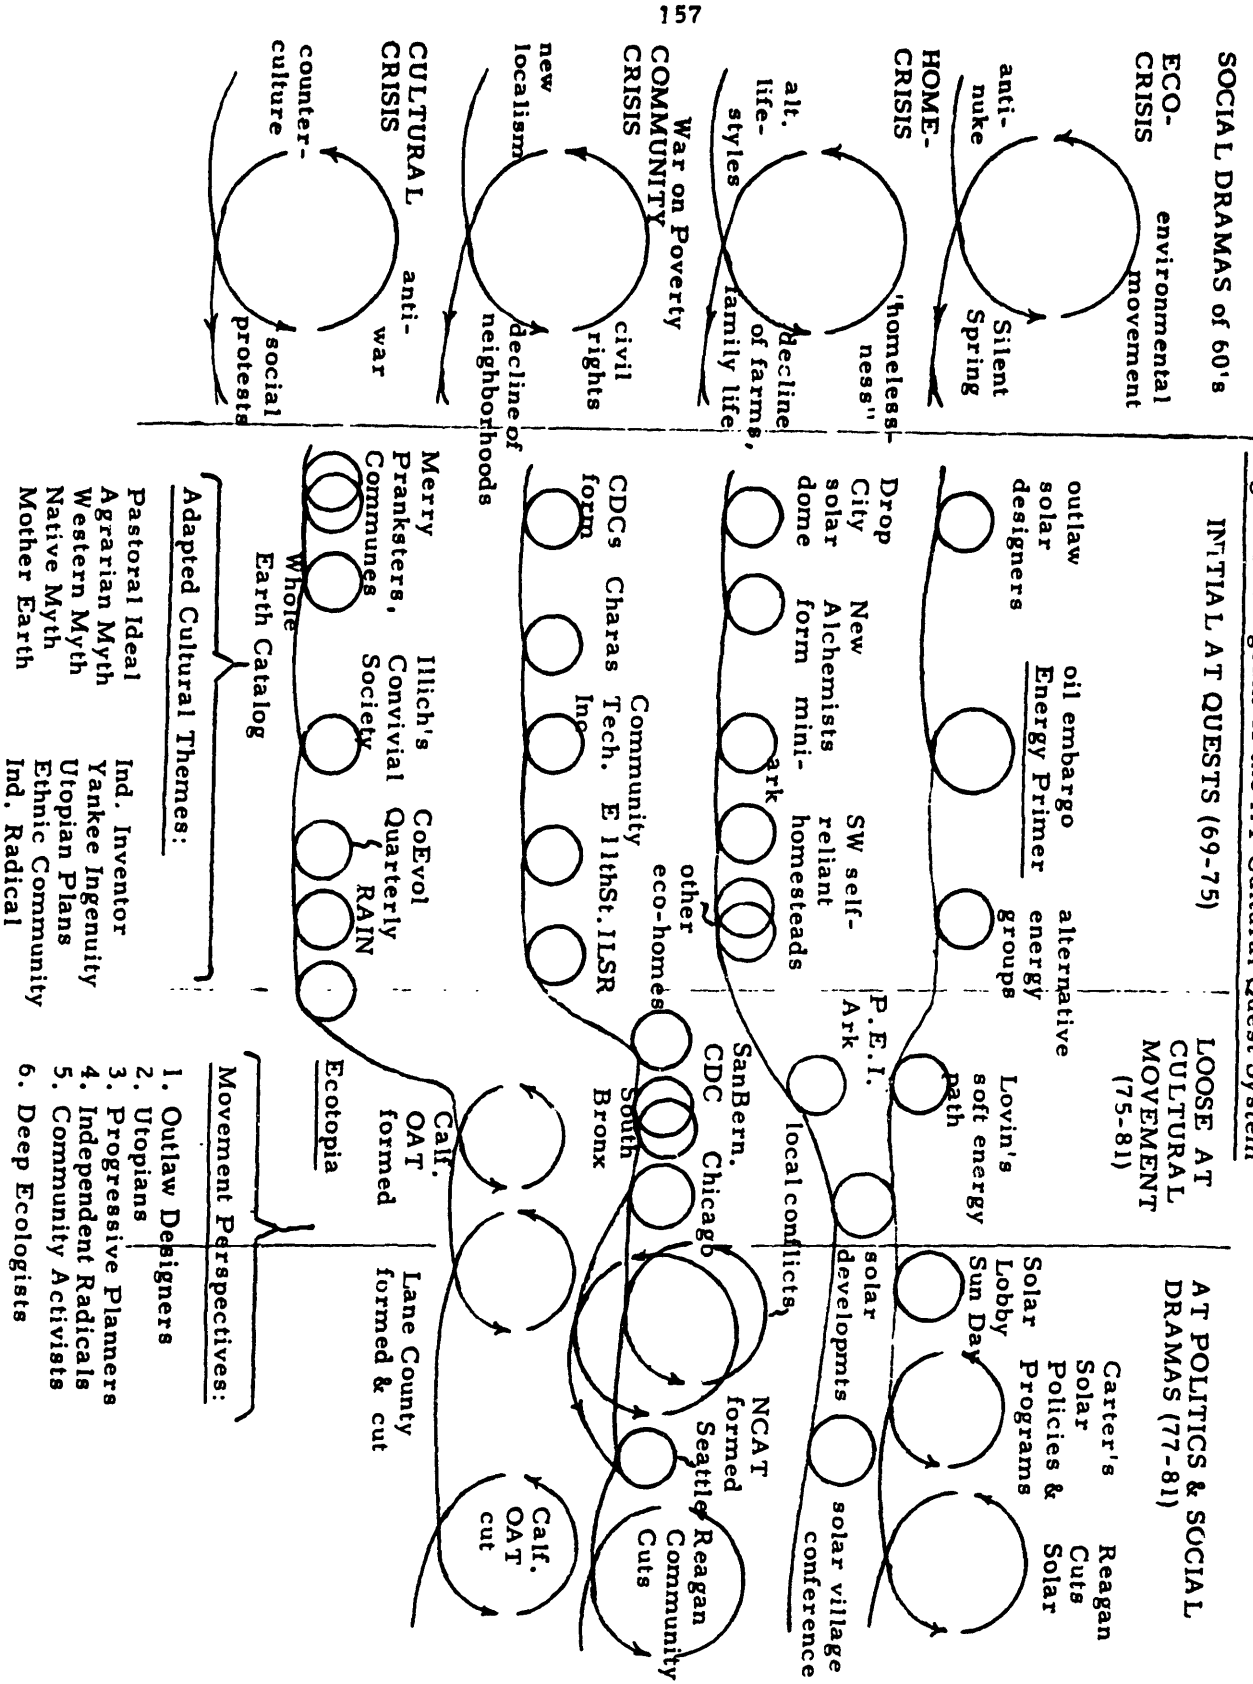 157
SOCIAL DRAMAS of 60's
INITIAL AT QUESTS (69-75)
LOOSE AT
CULTURAL
MOVEMENT
(75-81)
AT POLITICS & SOCIAL
DRAMAS (77-81)
ECO-
CRISIS
environmental
movement
anti-
nuke
Silent
Spring
outlaw
solar
designers
oil embargo
Energy Primer
alternative
energy
groups
Lovin's
soft energy
path
Solar
Lobby
Sun Day
Carter's
Solar
Policies &
Programs
Reagan
Cuts
Solar
HOME-
CRISIS
"homeless-
ness"
alt.
life-
styles
decline
of farms,
family life
Drop
City
solar
dome
New
Alchemists
form mini-
ark
SW self-
reliant
homesteads
other
eco-homes
P.E.I.
Ark
solar
developmts
solar village
conference
local conflicts
War on Poverty
COMMUNITY
CRISIS
civil
rights
new
localism
decline of
neighborhoods
CDCs
form
Charas
Community
Tech.
Inc
E 11thSt.
ILSR
SanBern.
CDC
South
Bronx
Chicago
NCAT
formed
Seattle
Reagan
Community
Cuts
CULTURAL
CRISIS
anti-
war
counter-
culture
social
protests
Merry
Pranksters,
Communes
Whole
Earth Catalog
Illich's
Convivial
Society
CoEvol
Quarterly
RAIN
Ecotopia
Calf.
OAT
formed
Lane County
formed & cut
Calf.
OAT
cut
Adapted Cultural Themes:
Pastoral Ideal
Agrarian Myth
Western Myth
Native Myth
Mother Earth
Ind. Inventor
Yankee Ingenuity
Utopian Plans
Ethnic Community
Ind. Radical
Movement Perspectives:
1. Outlaw Designers
2. Utopians
3. Progressive Planners
4. Independent Radicals
5. Community Activists
6. Deep Ecologists